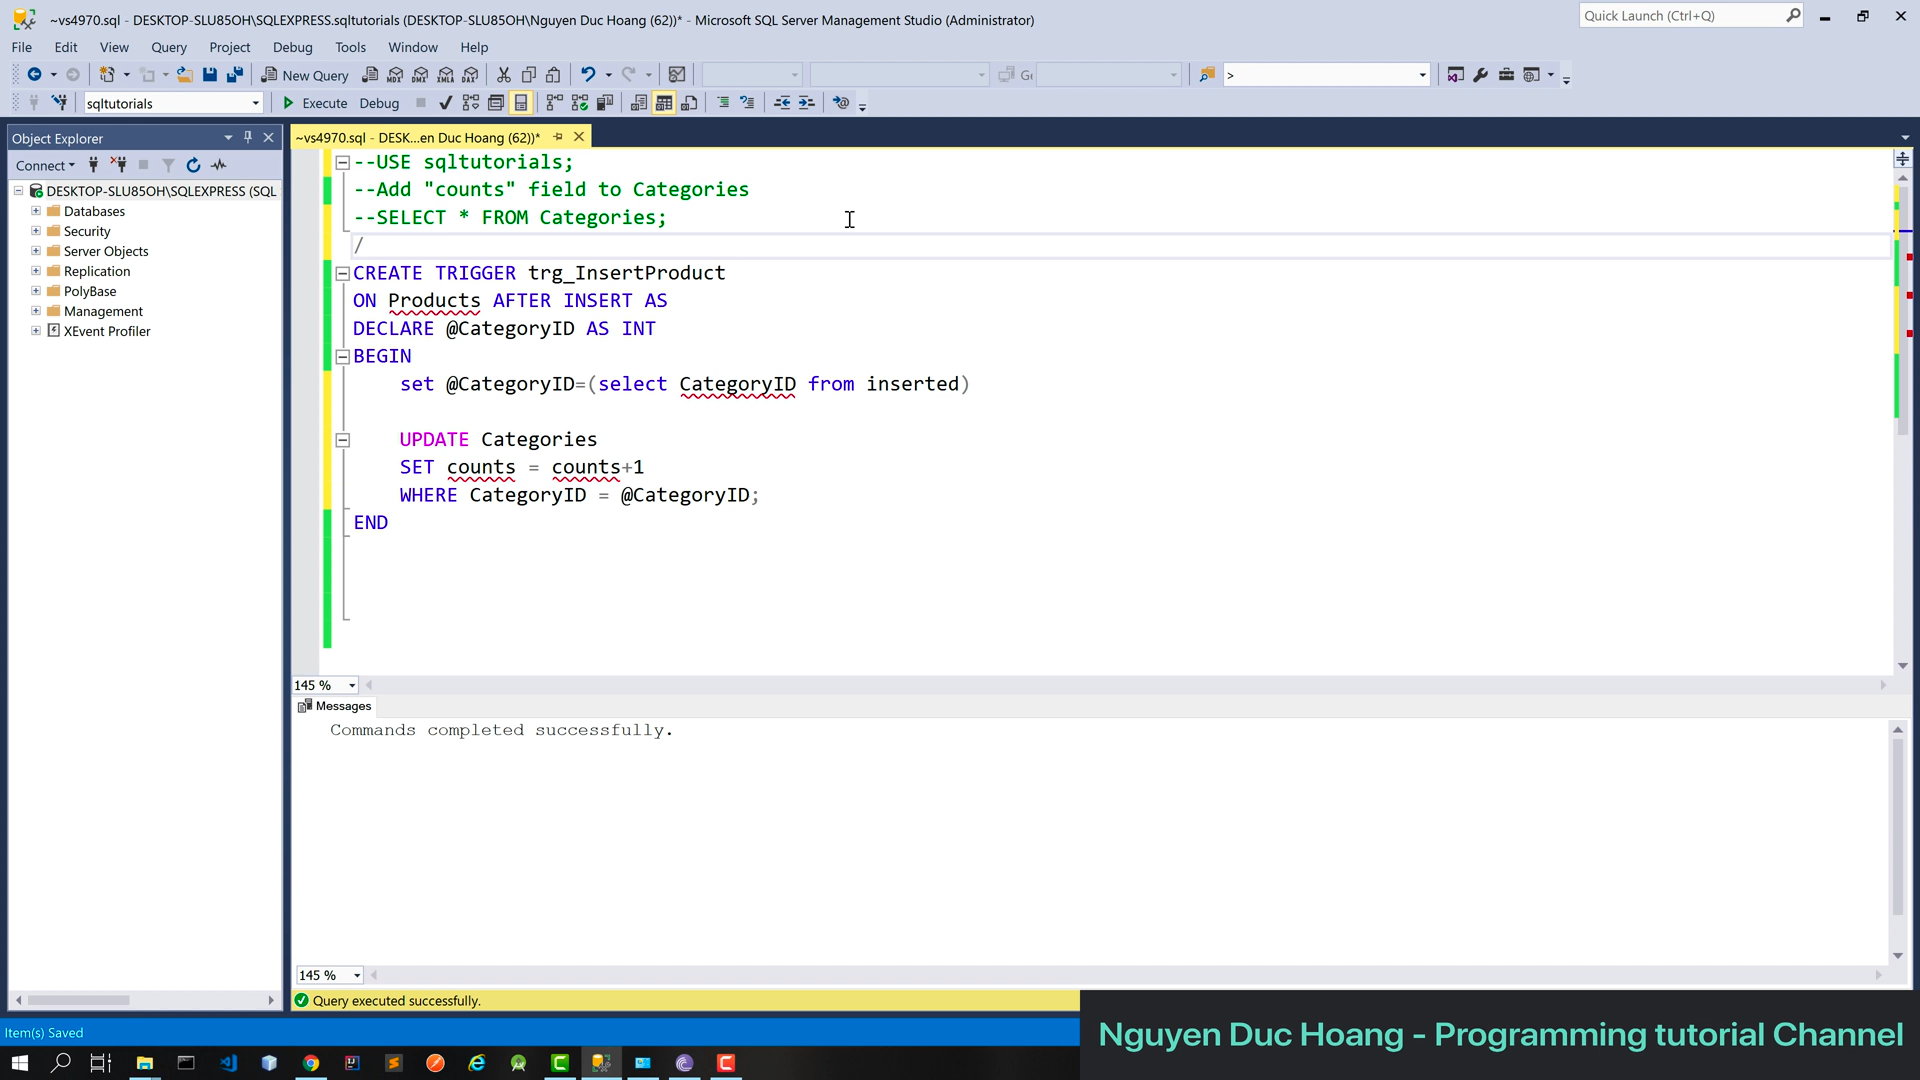 ~vs4970.sql - DESKTOP-SLU85OH\SQLEXPRESS.sqltutorials (DESKTOP-SLU85OH\Nguyen Duc Hoang (62))* - Microsoft SQL Server Management Studio (Administrator)
Quick Launch (Ctrl+Q)
File Edit View Query Project Debug Tools Window Help
New Query MDX DMX XMLA DAX Ge >
sqltutorials Execute Debug
Object Explorer
~vs4970.sql - DESK...en Duc Hoang (62))*
Connect
DESKTOP-SLU85OH\SQLEXPRESS (SQL
Databases
Security
Server Objects
Replication
PolyBase
Management
XEvent Profiler
--USE sqltutorials;
--Add "counts" field to Categories
--SELECT * FROM Categories;
/
CREATE TRIGGER trg_InsertProduct
ON Products AFTER INSERT AS
DECLARE @CategoryID AS INT
BEGIN
set @CategoryID=(select CategoryID from inserted)
UPDATE Categories
SET counts = counts+1
WHERE CategoryID = @CategoryID;
END
145 %
Messages
Commands completed successfully.
145 %
Query executed successfully.
Item(s) Saved
Nguyen Duc Hoang - Programming tutorial Channel